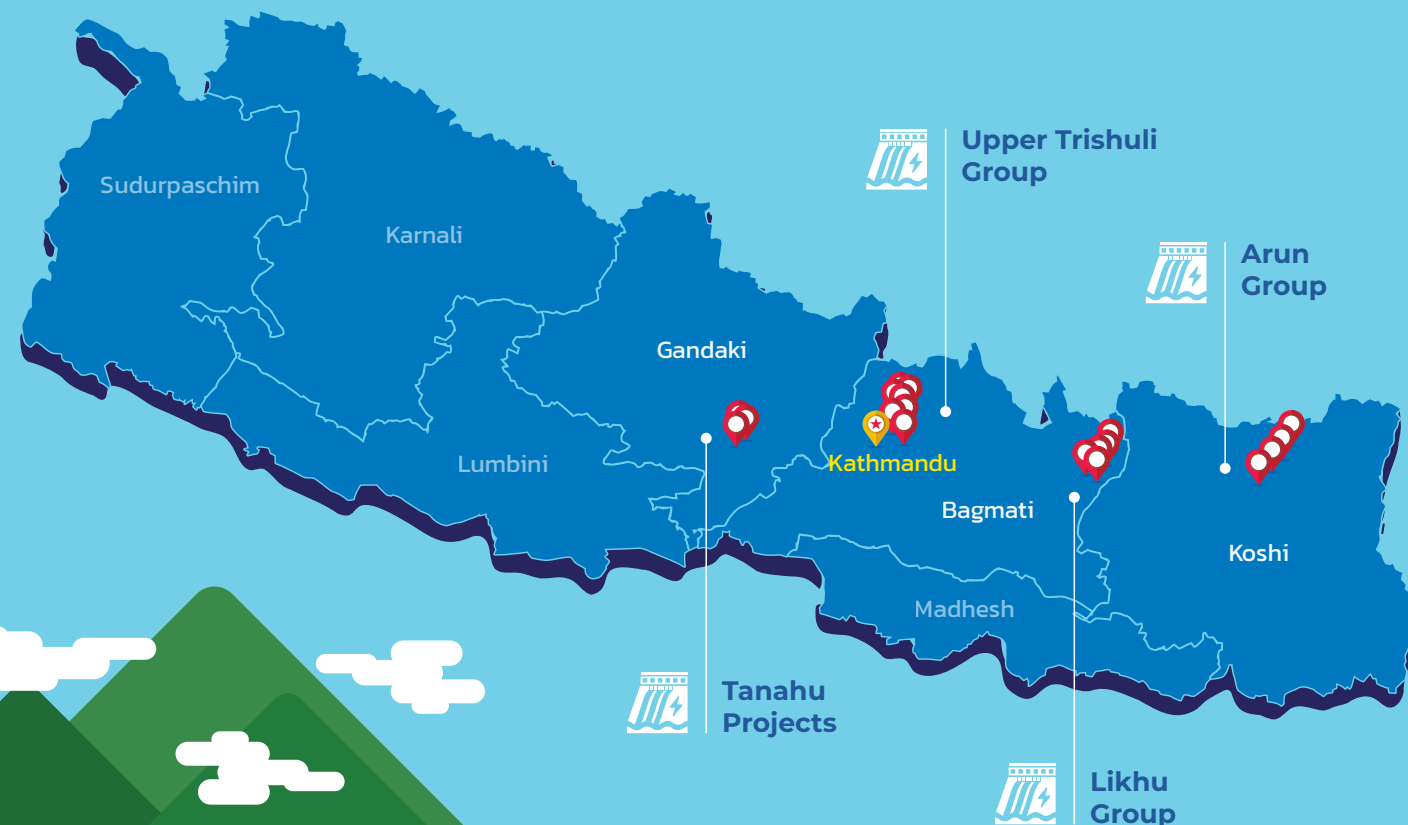 Upper Trishuli
Group
Sudurpaschim
Karnali
Arun
Group
Gandaki
Lumbini
Kathmandu
Bagmati
Koshi
Madhesh
Tanahu
Projects
Likhu
Group